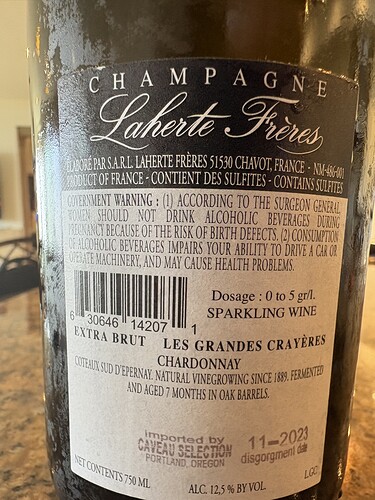 CHAMPAGNE
Laherte Frères
ELABORÉ PAR S.A.R.L. LAHERTE FRÈRES 51530 CHAVOT, FRANCE - NM-486-001
PRODUCT OF FRANCE - CONTIENT DES SULFITES - CONTAINS SULFITES
GOVERNMENT WARNING : (1) ACCORDING TO THE SURGEON GENERAL,
WOMEN SHOULD NOT DRINK ALCOHOLIC BEVERAGES DURING
PREGNANCY BECAUSE OF THE RISK OF BIRTH DEFECTS. (2) CONSUMPTION
OF ALCOHOLIC BEVERAGES IMPAIRS YOUR ABILITY TO DRIVE A CAR OR
OPERATE MACHINERY, AND MAY CAUSE HEALTH PROBLEMS.
6 30646 14207 1
Dosage : 0 to 5 gr/l.
SPARKLING WINE
EXTRA BRUT LES GRANDES CRAYÈRES
CHARDONNAY
COTEAUX SUD D'EPERNAY. NATURAL VINEGROWING SINCE 1889. FERMENTED
AND AGED 7 MONTHS IN OAK BARRELS.
imported by
CAVEAU SELECTION
PORTLAND, OREGON
11-2023
disgorgment date
NET CONTENTS 750 ML
ALC. 12,5 % BY VOL.
L.GC